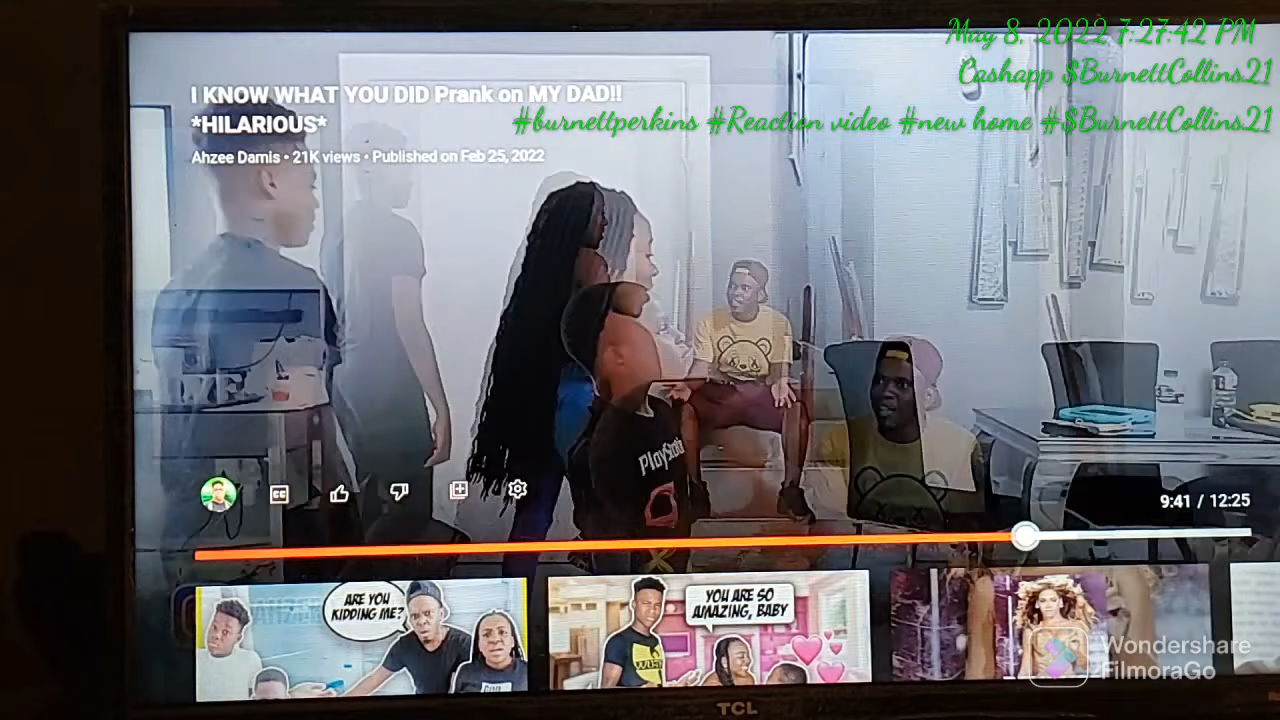 May 8, 2022 7:27:42 PM
Cashapp $BurnettCollins21
#burnettperkins #Reaction video #new home #$BurnettCollins21
I KNOW WHAT YOU DID Prank on MY DAD!!
*HILARIOUS*
Ahzee Damis • 21K views • Published on Feb 25, 2022
PlayStati
CC
9:41 / 12:25
ARE YOU
KIDDING ME?
YOU ARE SO
AMAZING, BABY
Wondershare
FilmoraGo
TCL